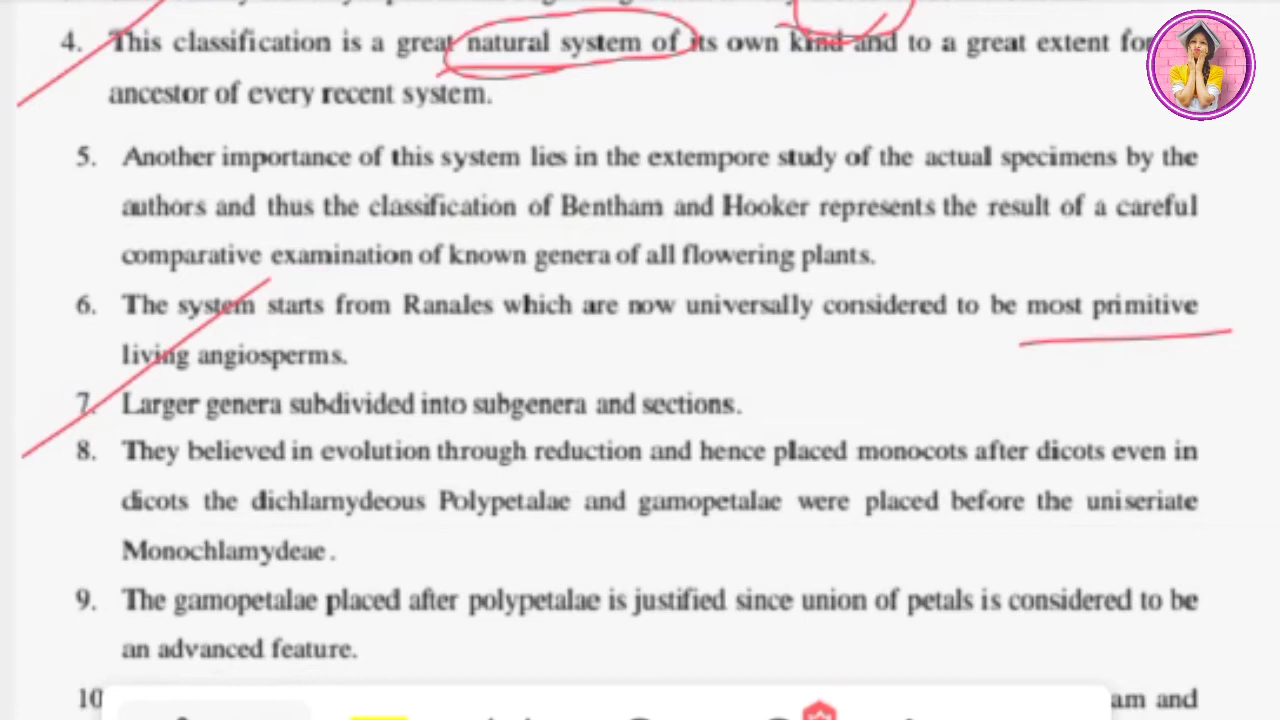 4. This classification is a great natural system of its own kind and to a great extent for
ancestor of every recent system.
5. Another importance of this system lies in the extempore study of the actual specimens by the
authors and thus the classification of Bentham and Hooker represents the result of a careful
comparative examination of known genera of all flowering plants.
6. The system starts from Ranales which are now universally considered to be most primitive
living angiosperms.
7. Larger genera subdivided into subgenera and sections.
8. They believed in evolution through reduction and hence placed monocots after dicots even in
dicots the dichlamydeous Polypetalae and gamopetalae were placed before the uniseriate
Monochlamydeae.
9. The gamopetalae placed after polypetalae is justified since union of petals is considered to be
an advanced feature.
10 am and